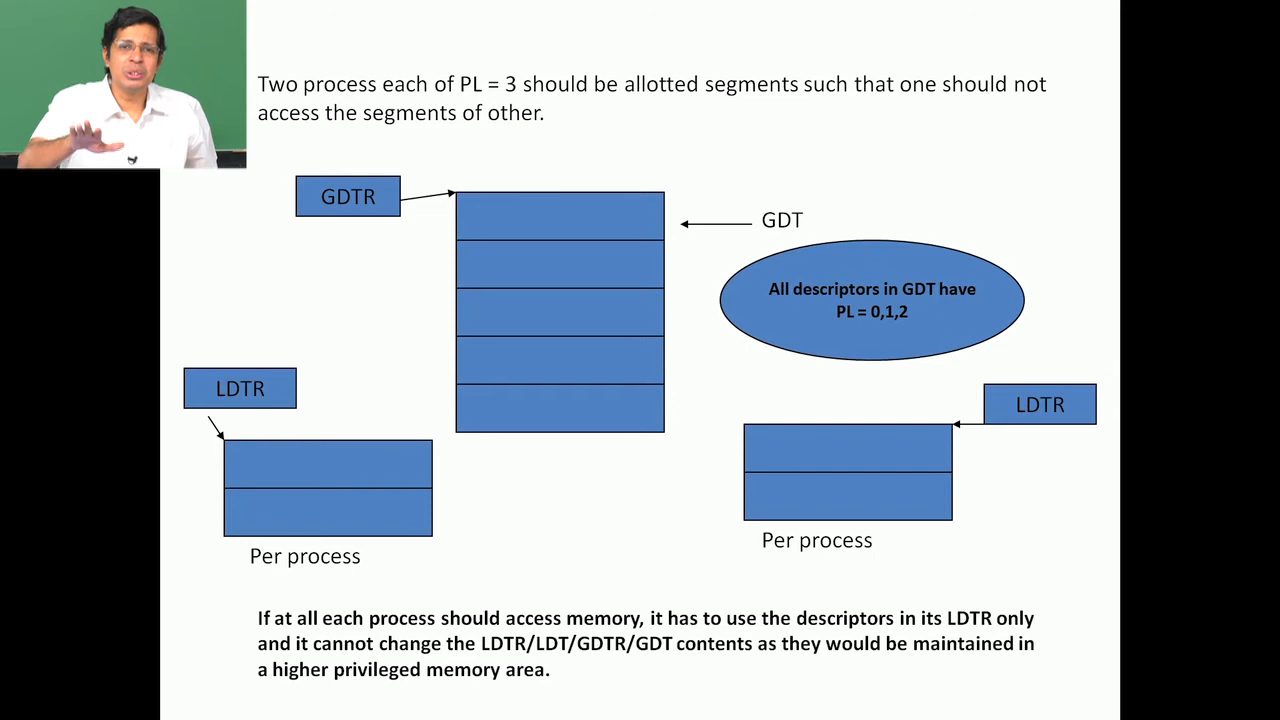 Two process each of PL = 3 should be allotted segments such that one should not
access the segments of other.
GDTR
GDT
All descriptors in GDT have
PL = 0,1,2
LDTR
LDTR
Per process
Per process
If at all each process should access memory, it has to use the descriptors in its LDTR only
and it cannot change the LDTR/LDT/GDTR/GDT contents as they would be maintained in
a higher privileged memory area.